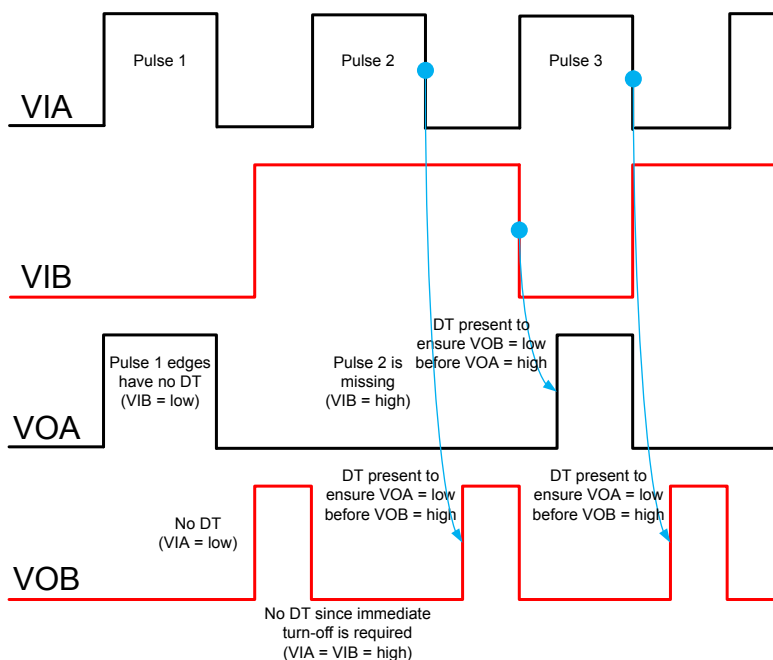 Pulse 1
Pulse 2
Pulse 3
VIA
VIB
DT present to
ensure VOB = low
before VOA = high
Pulse 1 edges
have no DT
(VIB = low)
Pulse 2 is
missing
(VIB = high)
VOA
DT present to
ensure VOA = low
before VOB = high
DT present to
ensure VOA = low
before VOB = high
No DT
(VIA = low)
VOB
No DT since immediate
turn-off is required
(VIA = VIB = high)